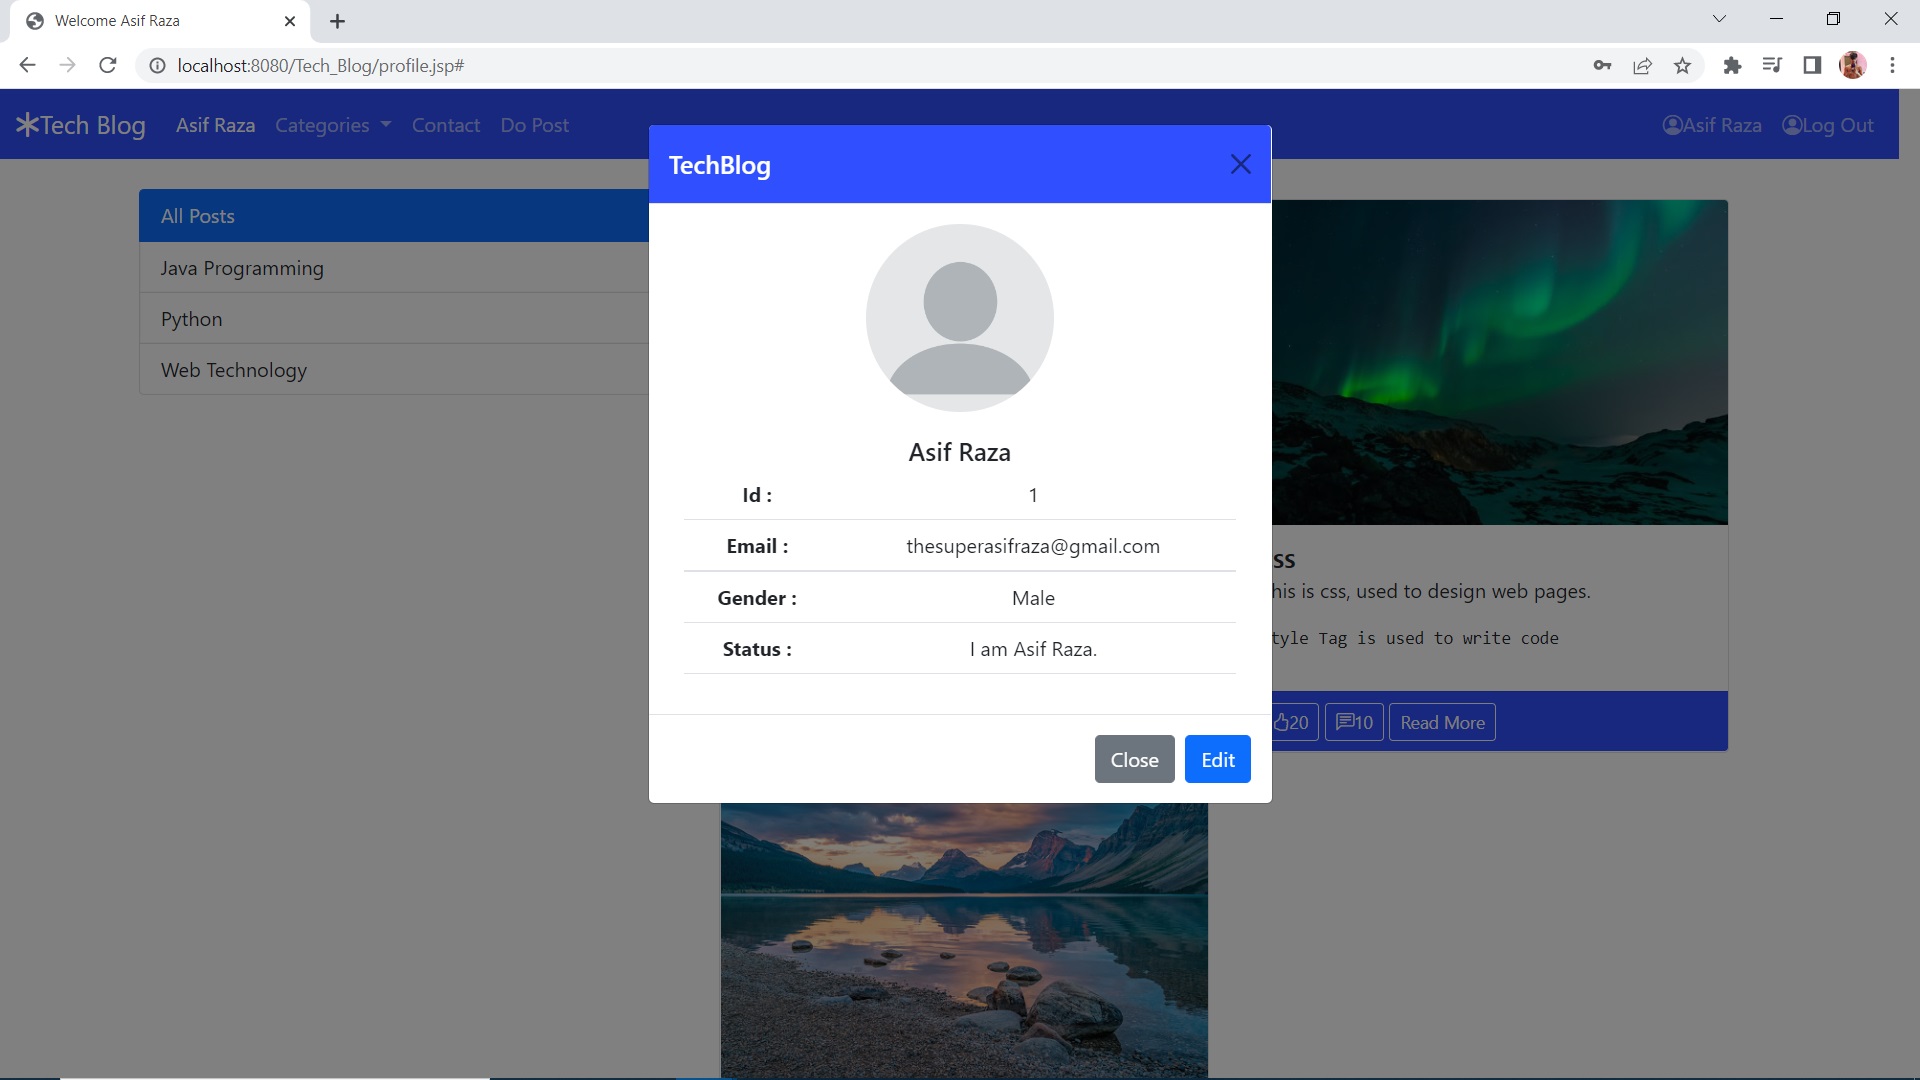 Welcome Asif Raza
localhost:8080/Tech_Blog/profile.jsp#
Tech Blog Asif Raza Categories Contact Do Post Asif Raza Log Out
TechBlog
All Posts
Java Programming
Python
Web Technology
Asif Raza
Id : 1
Email : thesuperasifraza@gmail.com
Gender : Male
Status : I am Asif Raza.
Close Edit
ss
his is css, used to design web pages.
tyle Tag is used to write code
20 10 Read More